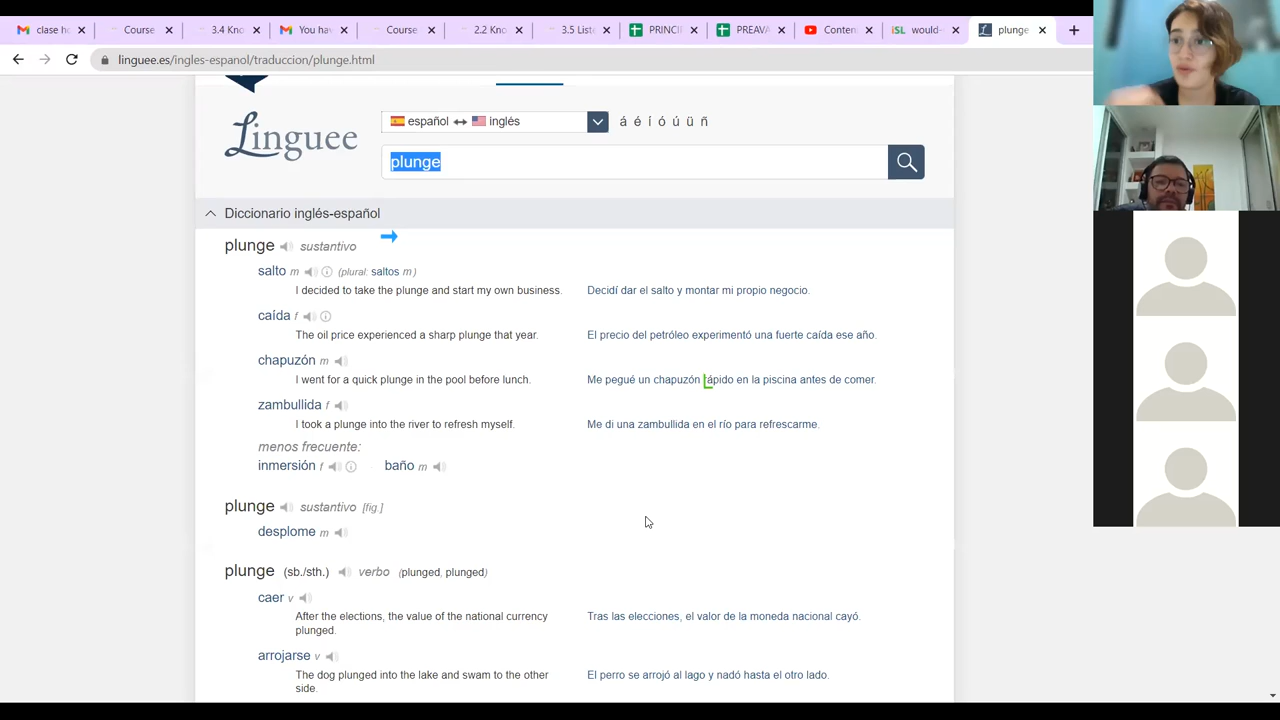 clase ho
Course
3.4 Kno
You hav
Course
2.2 Kno
3.5 Liste
PRINCIP
PREAVA
Conten
iSL would-
plunge
linguee.es/ingles-espanol/traduccion/plunge.html
Linguee
español ↔ inglés
á é í ó ú ü ñ
plunge
Diccionario inglés-español
plunge sustantivo
salto m (plural: saltos m)
I decided to take the plunge and start my own business. Decidí dar el salto y montar mi propio negocio.
caída f
The oil price experienced a sharp plunge that year. El precio del petróleo experimentó una fuerte caída ese año.
chapuzón m
I went for a quick plunge in the pool before lunch. Me pegué un chapuzón rápido en la piscina antes de comer.
zambullida f
I took a plunge into the river to refresh myself. Me di una zambullida en el río para refrescarme.
menos frecuente:
inmersión f baño m
plunge sustantivo [fig.]
desplome m
plunge (sb./sth.) verbo (plunged, plunged)
caer v
After the elections, the value of the national currency Tras las elecciones, el valor de la moneda nacional cayó.
plunged.
arrojarse v
The dog plunged into the lake and swam to the other El perro se arrojó al lago y nadó hasta el otro lado.
side.